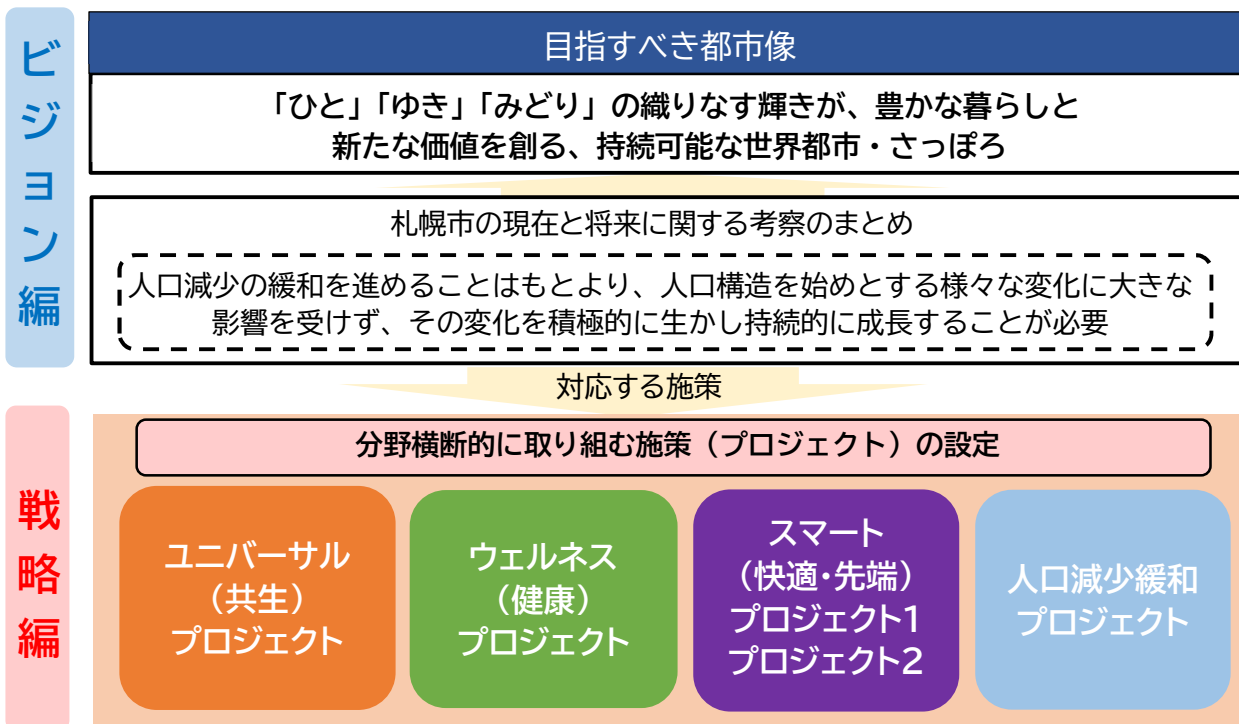 ビジョン編
目指すべき都市像
「ひと」「ゆき」「みどり」の織りなす輝きが、豊かな暮らしと
新たな価値を創る、持続可能な世界都市・さっぽろ
札幌市の現在と将来に関する考察のまとめ
人口減少の緩和を進めることはもとより、人口構造を始めとする様々な変化に大きな
影響を受けず、その変化を積極的に生かし持続的に成長することが必要
対応する施策
戦略編
分野横断的に取り組む施策（プロジェクト）の設定
ユニバーサル
（共生）
プロジェクト
ウェルネス
（健康）
プロジェクト
スマート
（快適・先端）
プロジェクト1
プロジェクト2
人口減少緩和
プロジェクト